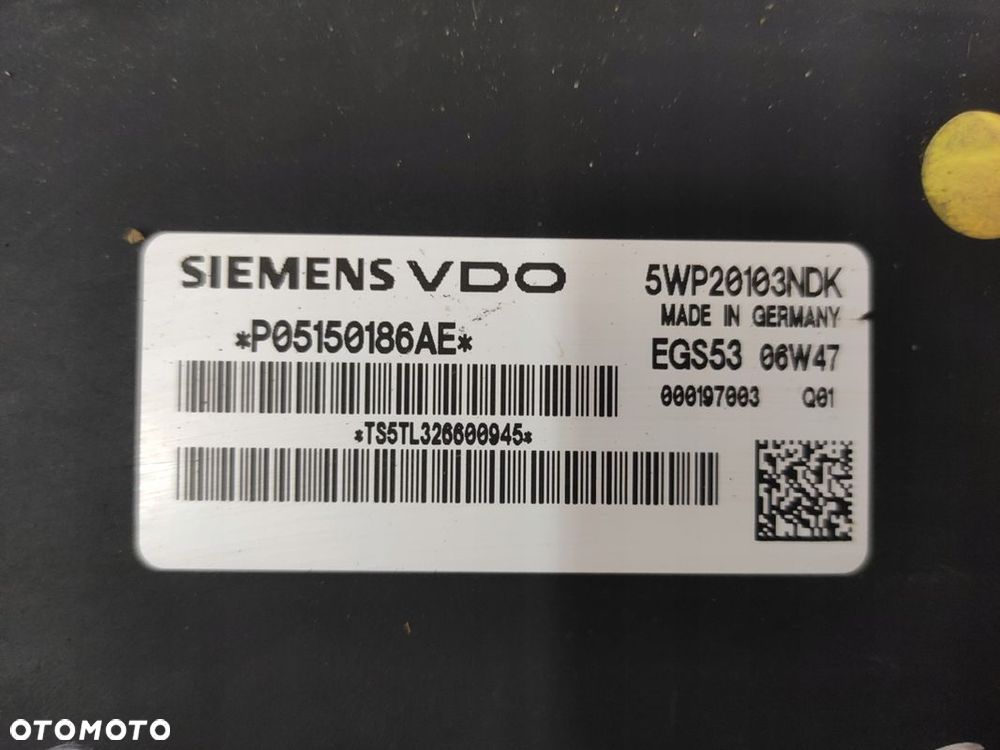 SIEMENS VDO 5WP20103NDK
MADE IN GERMANY
*P05150186AE*
EGS53 06W47
000197003 Q01
*TS5TL326600945*
OTOMOTO